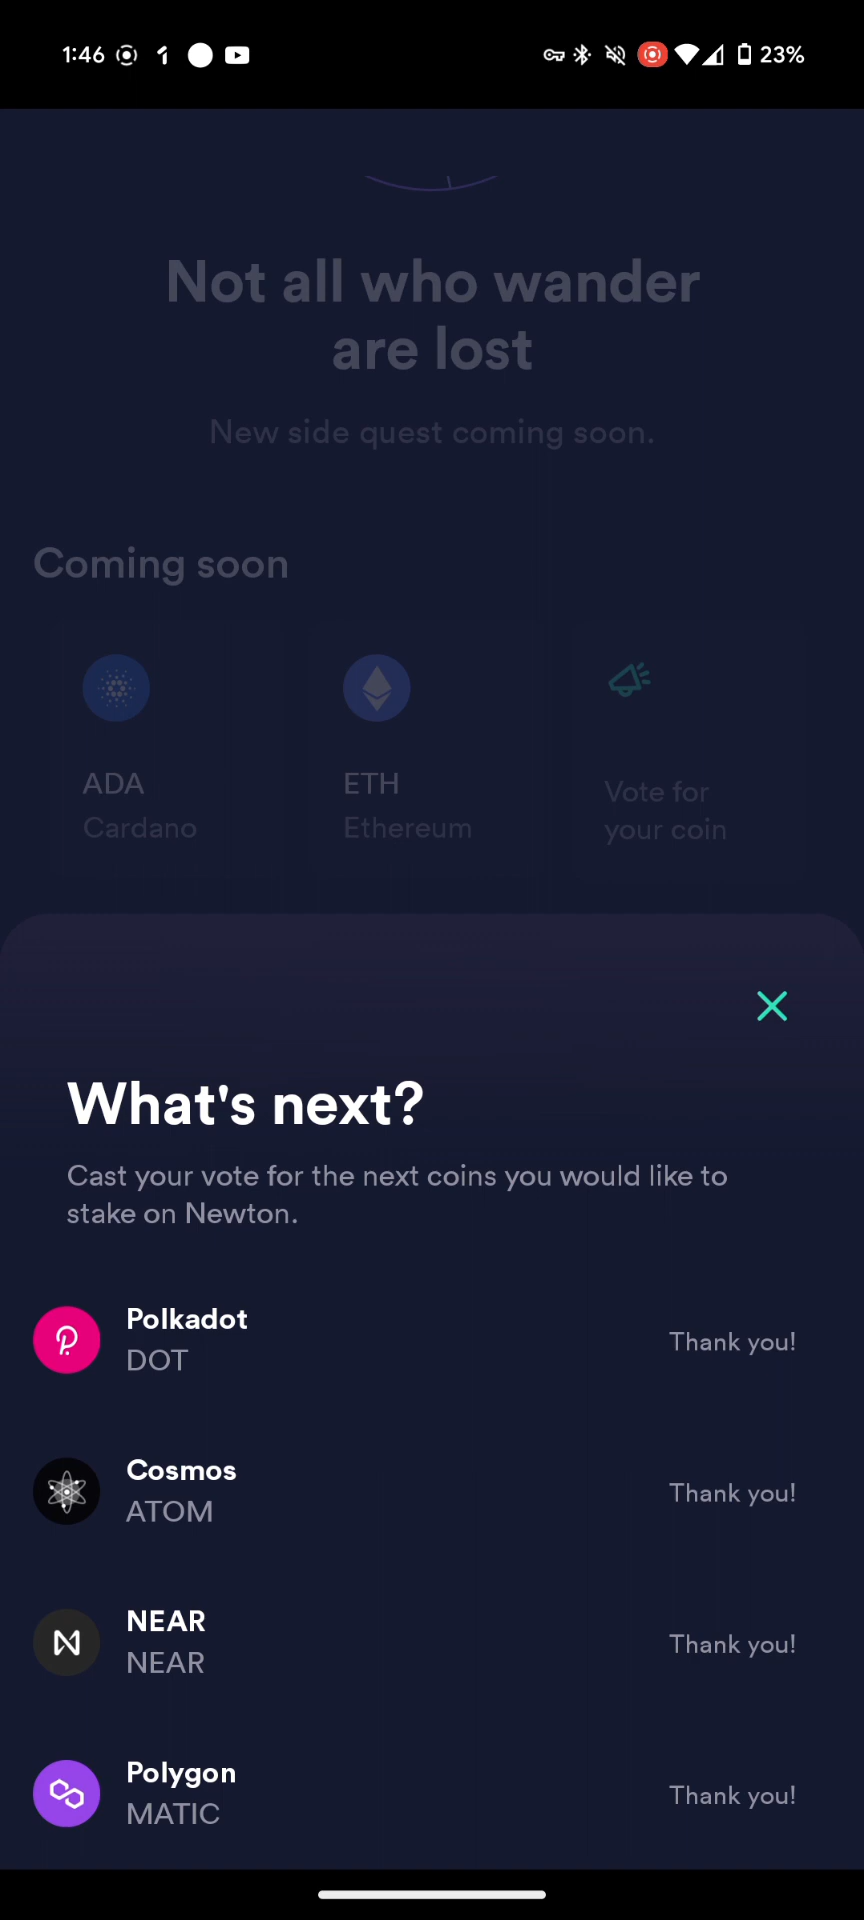 1:46
23%
Not all who wander
are lost
New side quest coming soon.
Coming soon
ADA
Cardano
ETH
Ethereum
Vote for
your coin
What's next?
Cast your vote for the next coins you would like to
stake on Newton.
Polkadot
DOT
Thank you!
Cosmos
ATOM
Thank you!
NEAR
NEAR
Thank you!
Polygon
MATIC
Thank you!